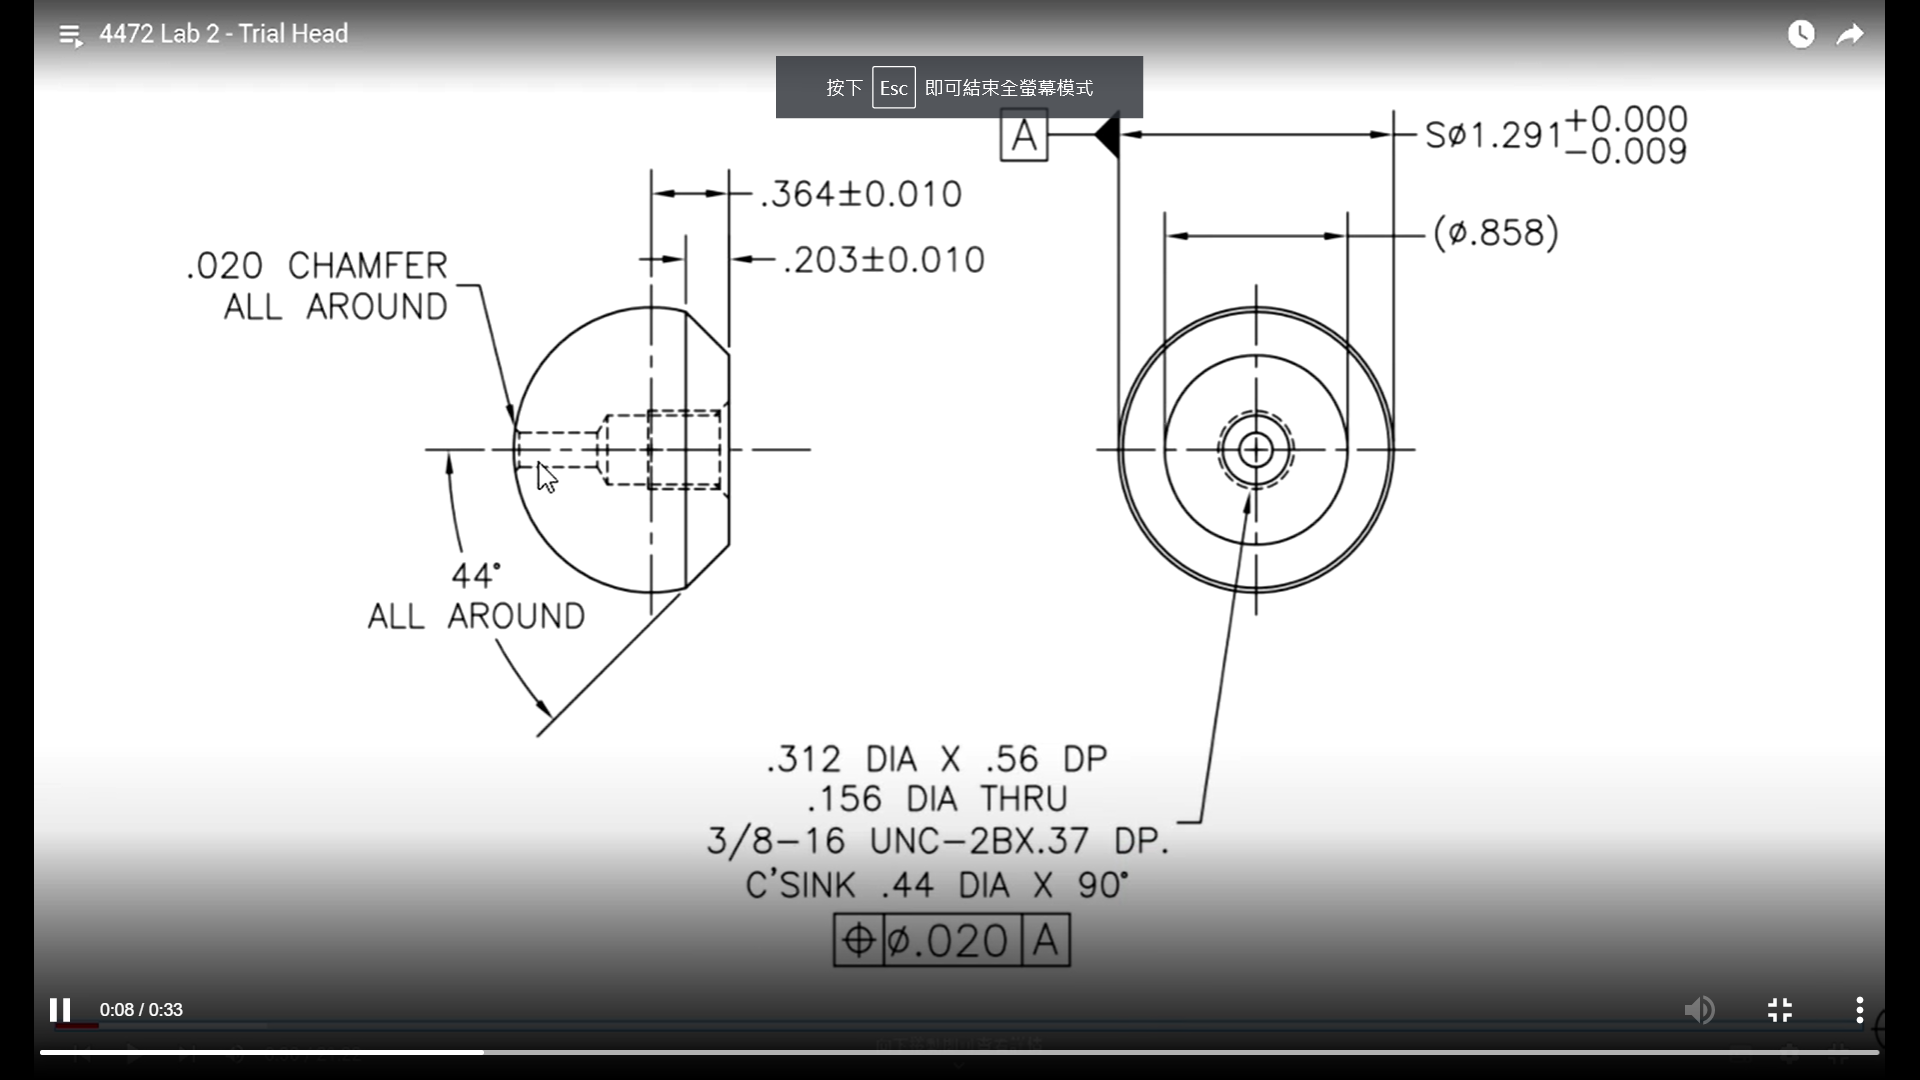 4472 Lab 2 - Trial Head
按下 Esc 即可結束全螢幕模式
A
SØ1.291 +0.000
−0.009
.364±0.010
(Ø.858)
.203±0.010
.020 CHAMFER
ALL AROUND
44°
ALL AROUND
.312 DIA X .56 DP
.156 DIA THRU
3/8−16 UNC−2BX.37 DP.
C'SINK .44 DIA X 90°
⌖ Ø.020 A
0:08 / 0:33